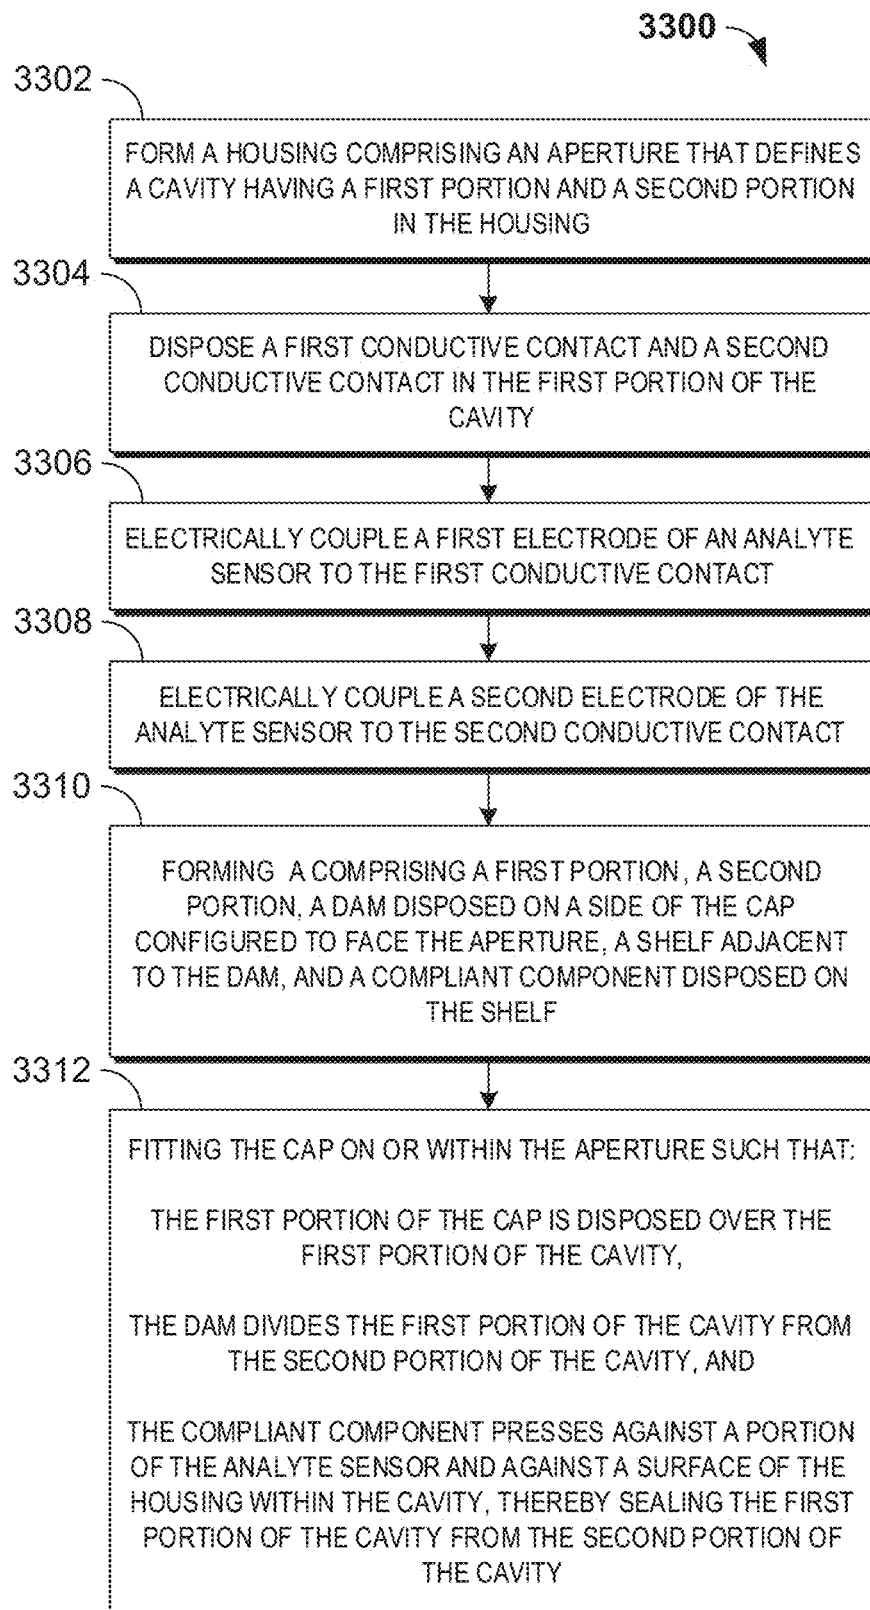 3300
3302
FORM A HOUSING COMPRISING AN APERTURE THAT DEFINES
A CAVITY HAVING A FIRST PORTION AND A SECOND PORTION
IN THE HOUSING
3304
DISPOSE A FIRST CONDUCTIVE CONTACT AND A SECOND
CONDUCTIVE CONTACT IN THE FIRST PORTION OF THE
CAVITY
3306
ELECTRICALLY COUPLE A FIRST ELECTRODE OF AN ANALYTE
SENSOR TO THE FIRST CONDUCTIVE CONTACT
3308
ELECTRICALLY COUPLE A SECOND ELECTRODE OF THE
ANALYTE SENSOR TO THE SECOND CONDUCTIVE CONTACT
3310
FORMING A COMPRISING A FIRST PORTION, A SECOND
PORTION, A DAM DISPOSED ON A SIDE OF THE CAP
CONFIGURED TO FACE THE APERTURE, A SHELF ADJACENT
TO THE DAM, AND A COMPLIANT COMPONENT DISPOSED ON
THE SHELF
3312
FITTING THE CAP ON OR WITHIN THE APERTURE SUCH THAT:
THE FIRST PORTION OF THE CAP IS DISPOSED OVER THE
FIRST PORTION OF THE CAVITY,
THE DAM DIVIDES THE FIRST PORTION OF THE CAVITY FROM
THE SECOND PORTION OF THE CAVITY, AND
THE COMPLIANT COMPONENT PRESSES AGAINST A PORTION
OF THE ANALYTE SENSOR AND AGAINST A SURFACE OF THE
HOUSING WITHIN THE CAVITY, THEREBY SEALING THE FIRST
PORTION OF THE CAVITY FROM THE SECOND PORTION OF
THE CAVITY